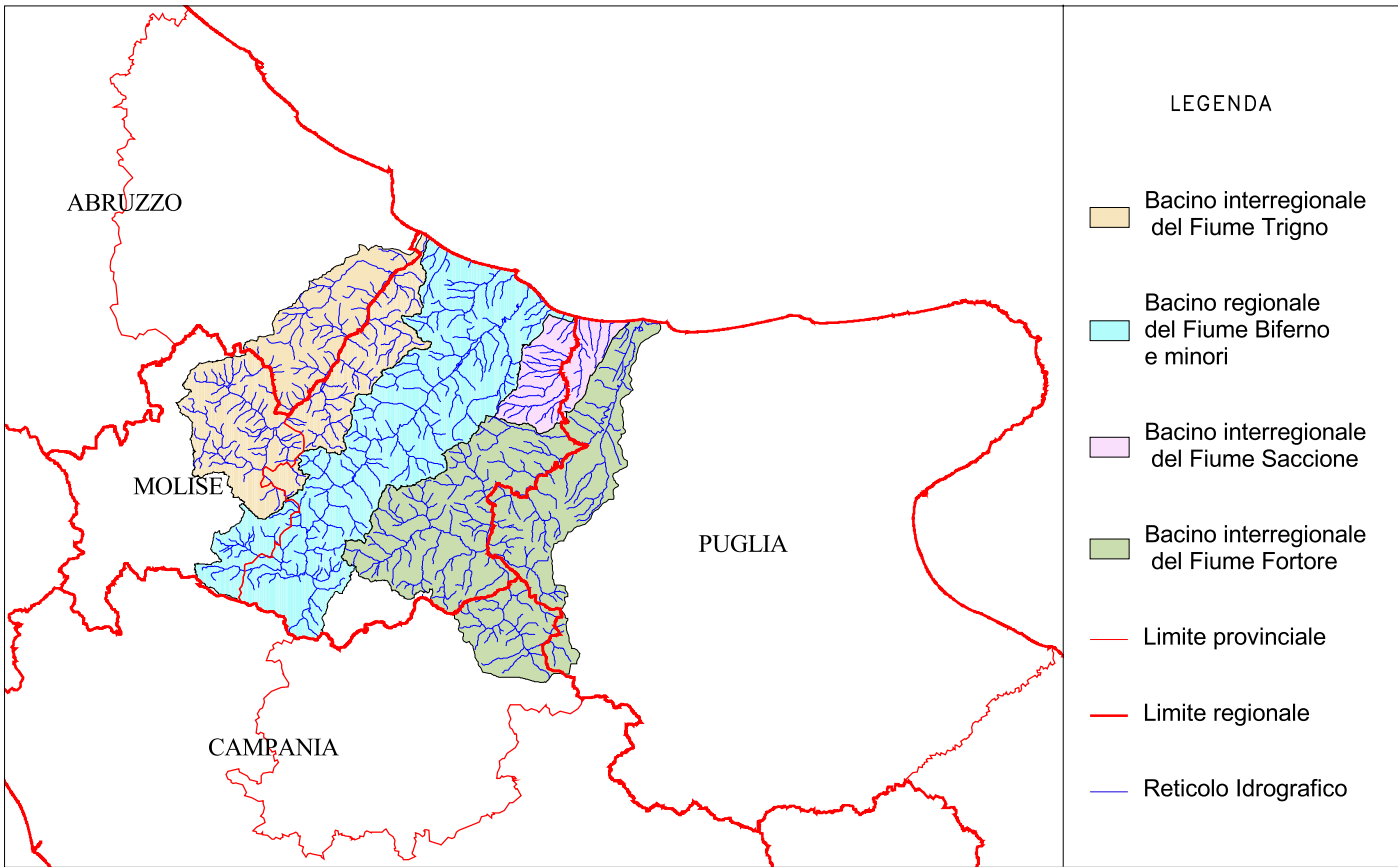 ABRUZZO
MOLISE
PUGLIA
CAMPANIA
LEGENDA
Bacino interregionale
del Fiume Trigno
Bacino regionale
del Fiume Biferno
e minori
Bacino interregionale
del Fiume Saccione
Bacino interregionale
del Fiume Fortore
Limite provinciale
Limite regionale
Reticolo Idrografico